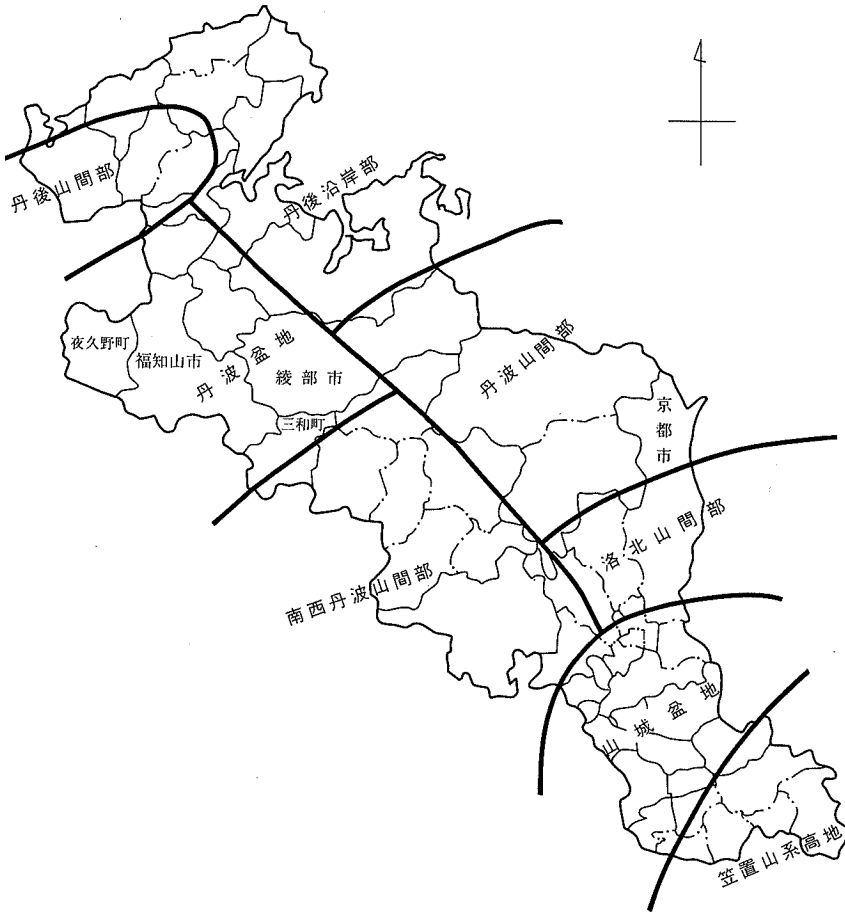 丹後山間部
丹後沿岸部
夜久野町
福知山市
丹波盆地
綾部市
三和町
丹波山間部
京都市
洛北山間部
南西丹波山間部
山城盆地
笠置山系高地